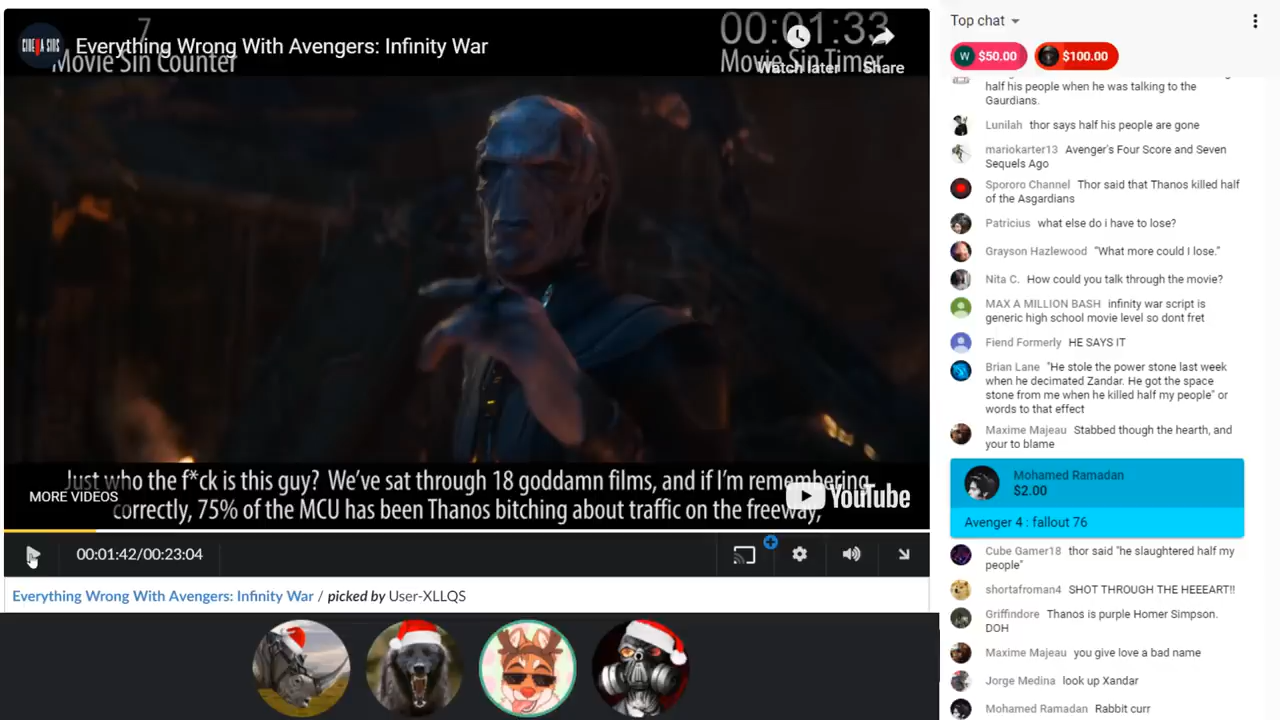 CINEMA SINS
Everything Wrong With Avengers: Infinity War
7
Movie Sin Counter
00:01:33
Movie Sin Timer
Watch later
Share
Just who the f*ck is this guy? We've sat through 18 goddamn films, and if I'm remembering
correctly, 75% of the MCU has been Thanos bitching about traffic on the freeway,
MORE VIDEOS
YouTube
00:01:42/00:23:04
Everything Wrong With Avengers: Infinity War / picked by User-XLLQS
Top chat
W $50.00
$100.00
half his people when he was talking to the
Gaurdians.
Lunilah thor says half his people are gone
mariokarter13 Avenger's Four Score and Seven
Sequels Ago
Spororo Channel Thor said that Thanos killed half
of the Asgardians
Patricius what else do i have to lose?
Grayson Hazlewood "What more could I lose."
Nita C. How could you talk through the movie?
MAX A MILLION BASH infinity war script is
generic high school movie level so dont fret
Fiend Formerly HE SAYS IT
Brian Lane "He stole the power stone last week
when he decimated Zandar. He got the space
stone from me when he killed half my people" or
words to that effect
Maxime Majeau Stabbed though the hearth, and
your to blame
Mohamed Ramadan
$2.00
Avenger 4 : fallout 76
Cube Gamer18 thor said "he slaughtered half my
people"
shortafroman4 SHOT THROUGH THE HEEEART!!
Griffindore Thanos is purple Homer Simpson.
DOH
Maxime Majeau you give love a bad name
Jorge Medina look up Xandar
Mohamed Ramadan Rabbit curr